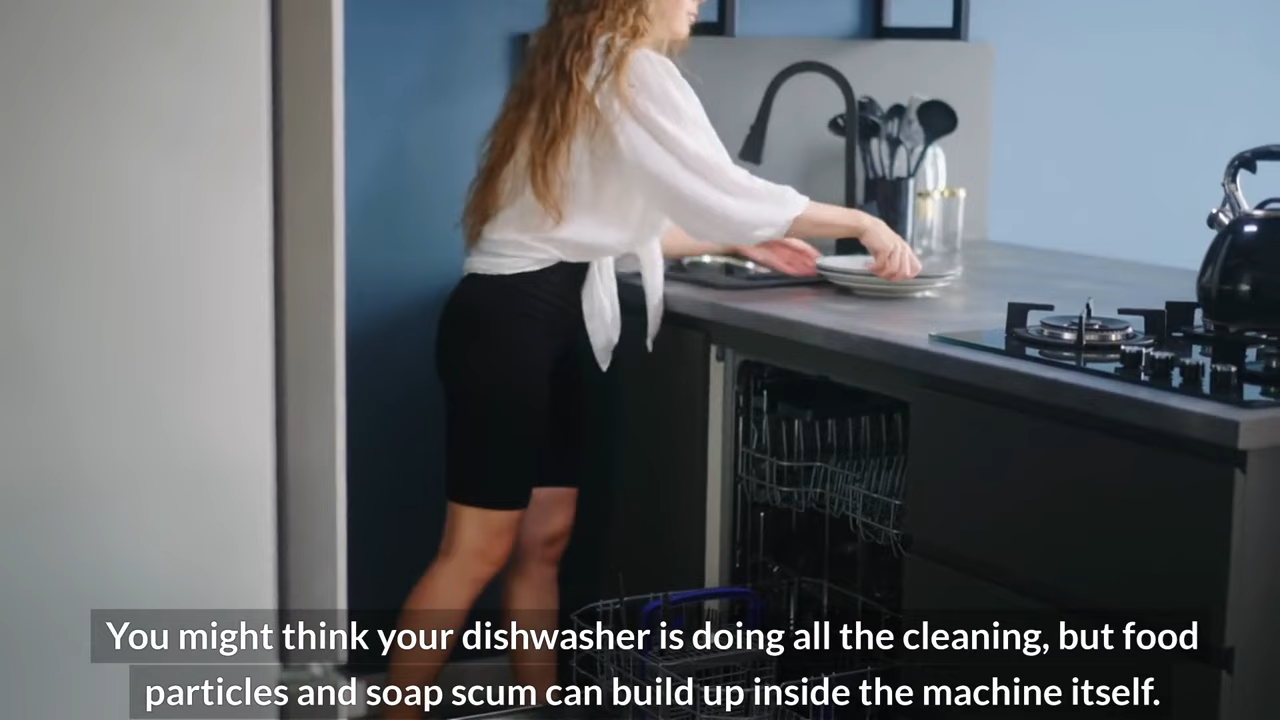 You might think your dishwasher is doing all the cleaning, but food
particles and soap scum can build up inside the machine itself.